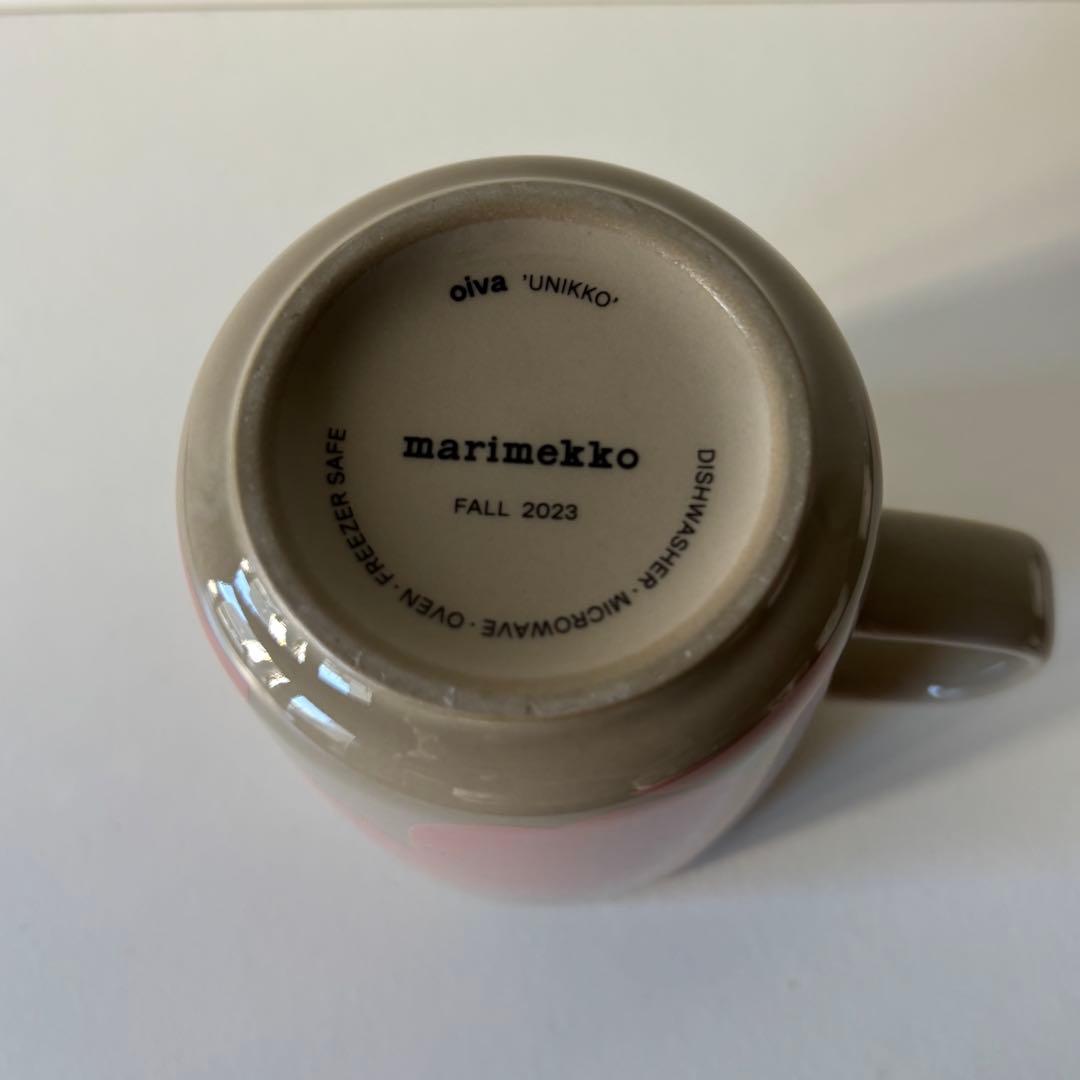 oiva 'UNIKKO'
marimekko
FALL 2023
DISHWASHER · MICROWAVE · OVEN · FREEZER SAFE